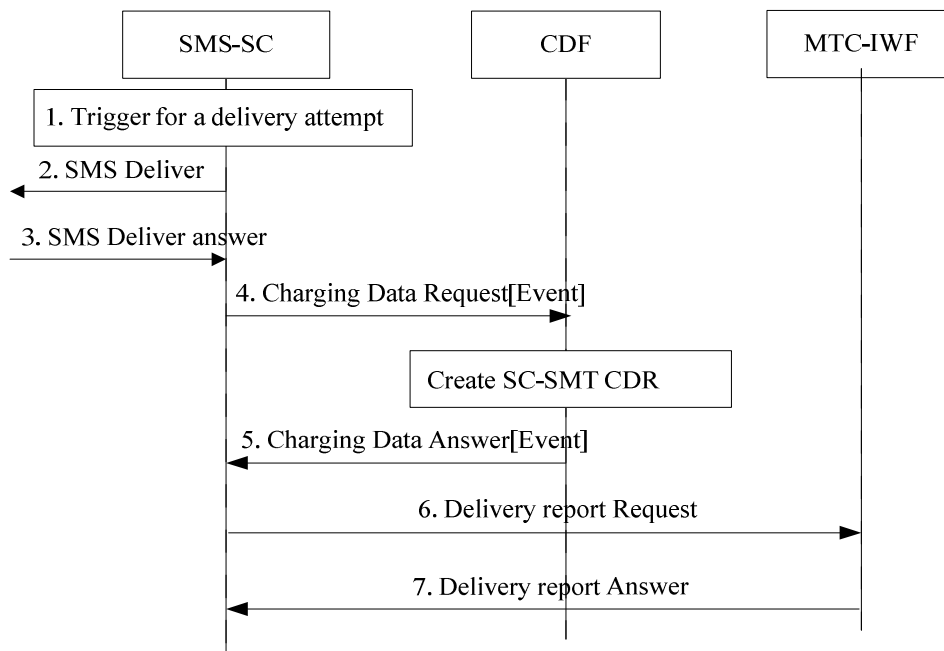 SMS-SC
CDF
MTC-IWF
1. Trigger for a delivery attempt
2. SMS Deliver
3. SMS Deliver answer
4. Charging Data Request[Event]
Create SC-SMT CDR
5. Charging Data Answer[Event]
6. Delivery report Request
7. Delivery report Answer